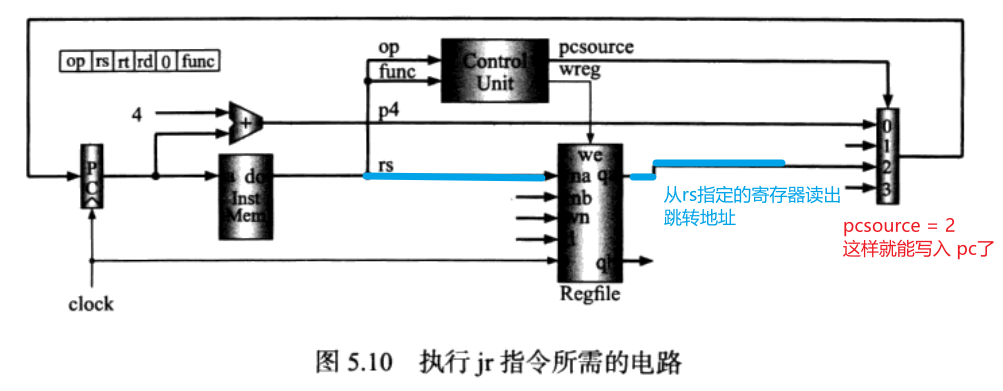 op rs rt rd 0 func
op
func
Control
Unit
pcsource
wreg
4
+
p4
0
1
2
3
PC
a do
Inst
Mem
rs
we
na qa
nb
wn
d
qb
Regfile
clock
从rs指定的寄存器读出
跳转地址
pcsource = 2
这样就能写入 pc了
图 5.10 执行 jr 指令所需的电路